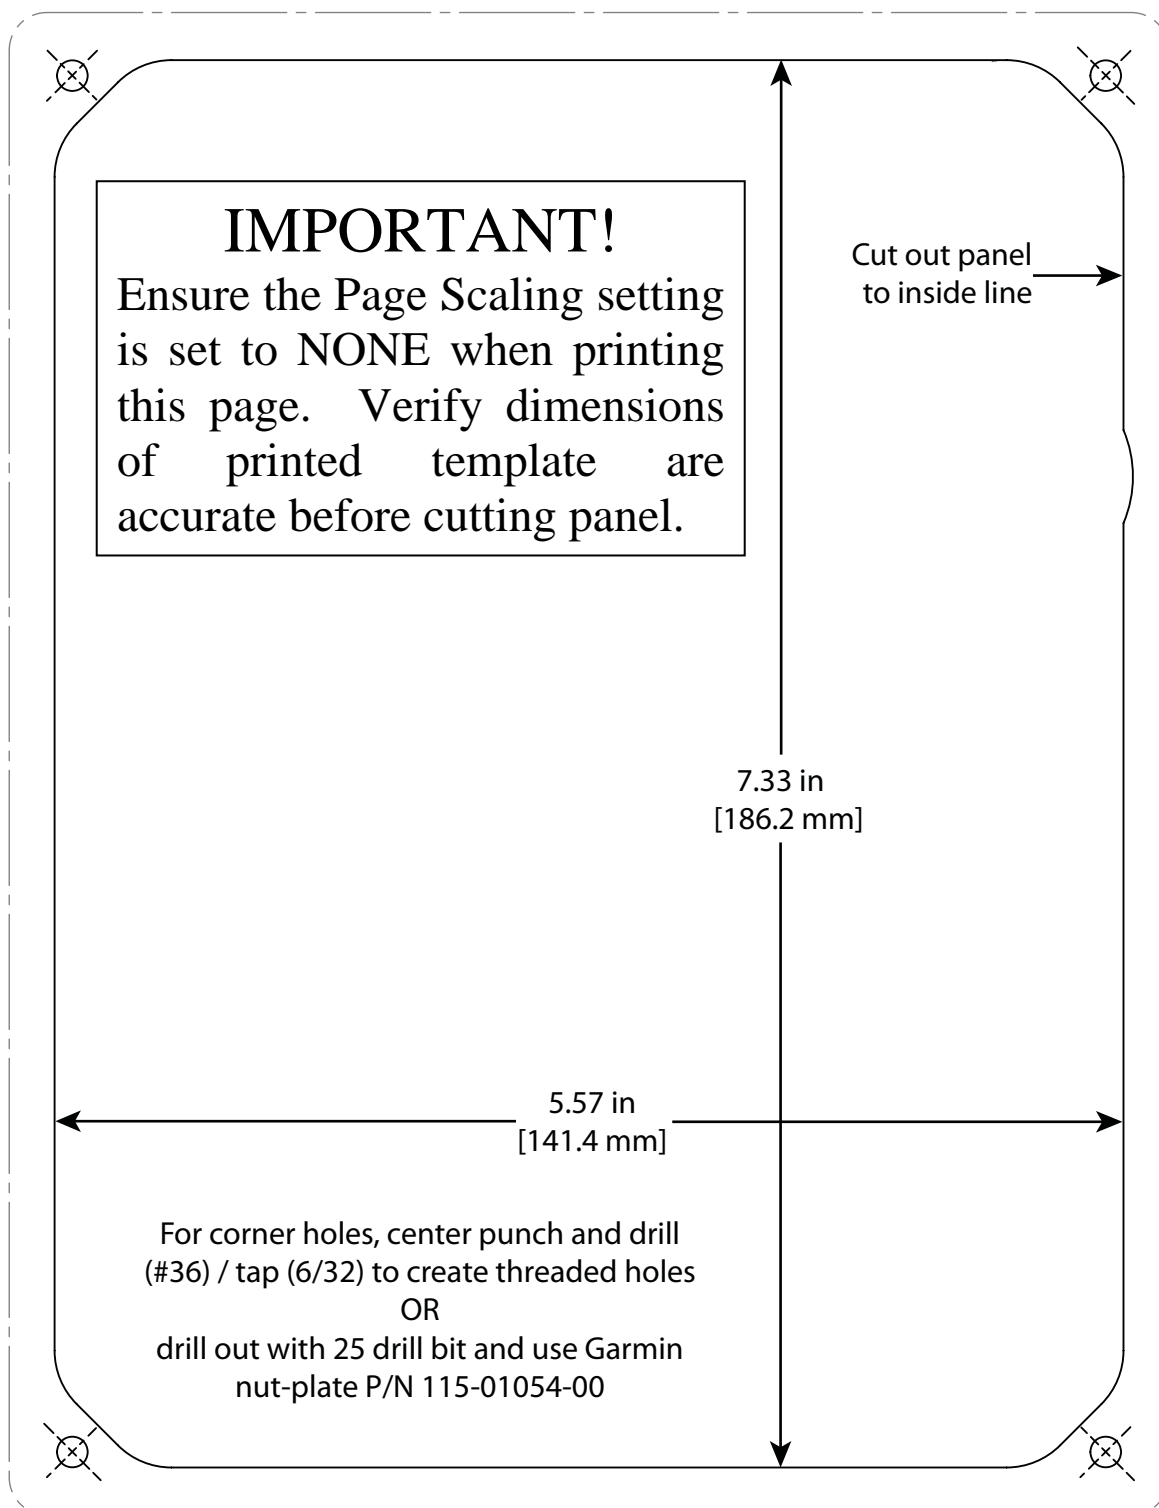 IMPORTANT!
Ensure the Page Scaling setting
is set to NONE when printing
this page. Verify dimensions
of printed template are
accurate before cutting panel.
Cut out panel
to inside line
7.33 in
[186.2 mm]
5.57 in
[141.4 mm]
For corner holes, center punch and drill
(#36) / tap (6/32) to create threaded holes
OR
drill out with 25 drill bit and use Garmin
nut-plate P/N 115-01054-00